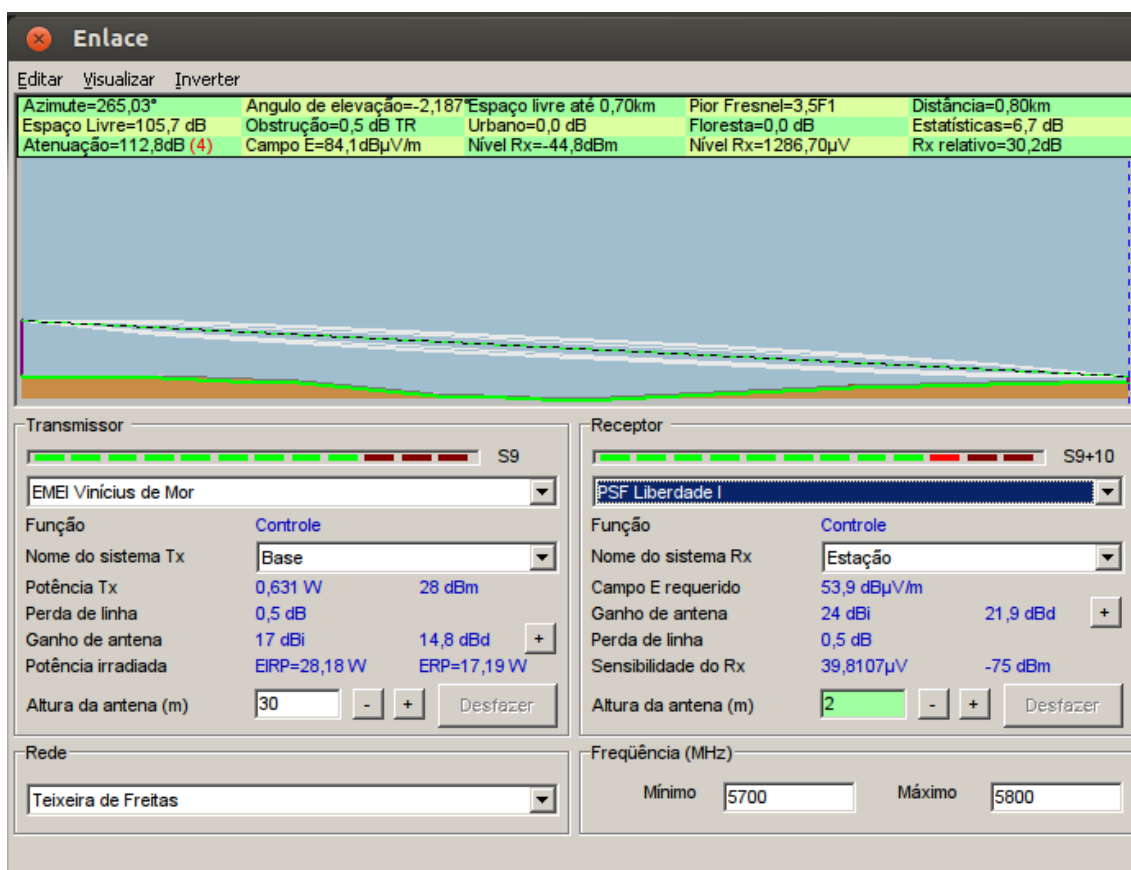 Enlace
Editar Visualizar Inverter
Azimute=265,03° Angulo de elevação=-2,187° Espaço livre até 0,70km Pior Fresnel=3,5F1 Distância=0,80km
Espaço Livre=105,7 dB Obstrução=0,5 dB TR Urbano=0,0 dB Floresta=0,0 dB Estatísticas=6,7 dB
Atenuação=112,8dB (4) Campo E=84,1dBµV/m Nível Rx=-44,8dBm Nível Rx=1286,70µV Rx relativo=30,2dB
Transmissor
S9
EMEI Vinícius de Mor
Função Controle
Nome do sistema Tx Base
Potência Tx 0,631 W 28 dBm
Perda de linha 0,5 dB
Ganho de antena 17 dBi 14,8 dBd +
Potência irradiada EIRP=28,18 W ERP=17,19 W
Altura da antena (m) 30 - + Desfazer
Rede
Teixeira de Freitas
Receptor
S9+10
PSF Liberdade I
Função Controle
Nome do sistema Rx Estação
Campo E requerido 53,9 dBµV/m
Ganho de antena 24 dBi 21,9 dBd +
Perda de linha 0,5 dB
Sensibilidade do Rx 39,8107µV -75 dBm
Altura da antena (m) 2 - + Desfazer
Freqüência (MHz)
Mínimo 5700 Máximo 5800